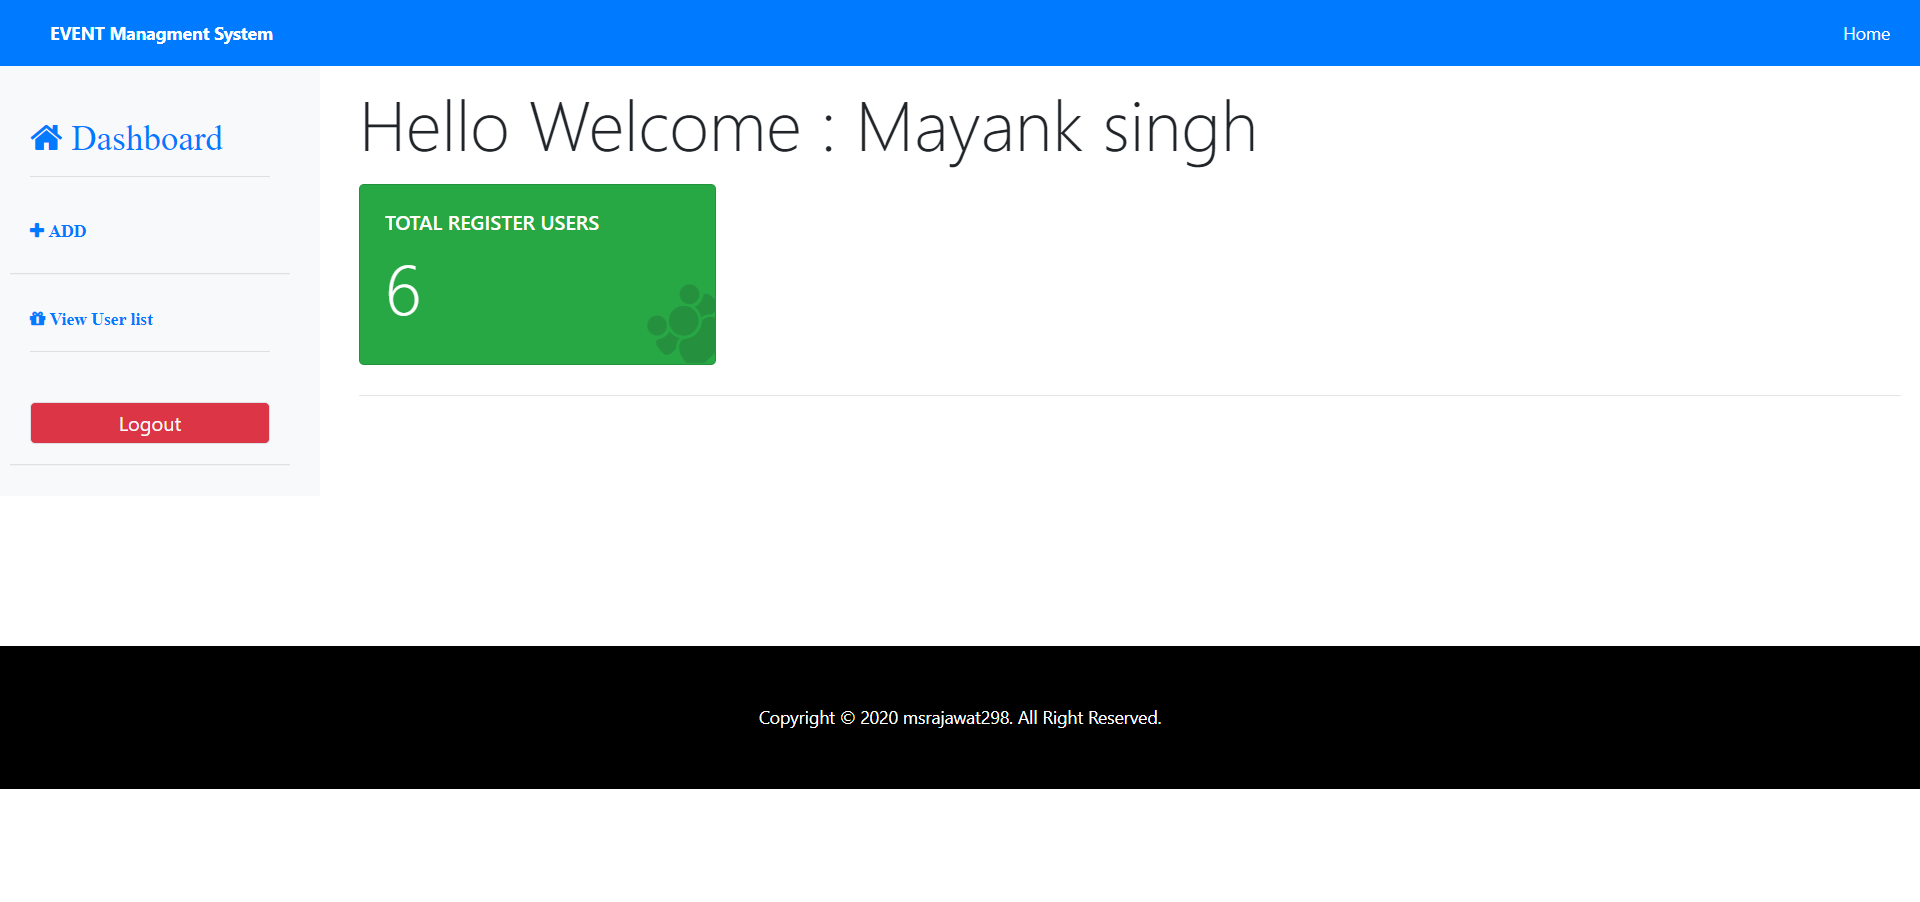 EVENT Managment System
Home
Dashboard
ADD
View User list
Logout
Hello Welcome : Mayank singh
TOTAL REGISTER USERS
6
Copyright © 2020 msrajawat298. All Right Reserved.